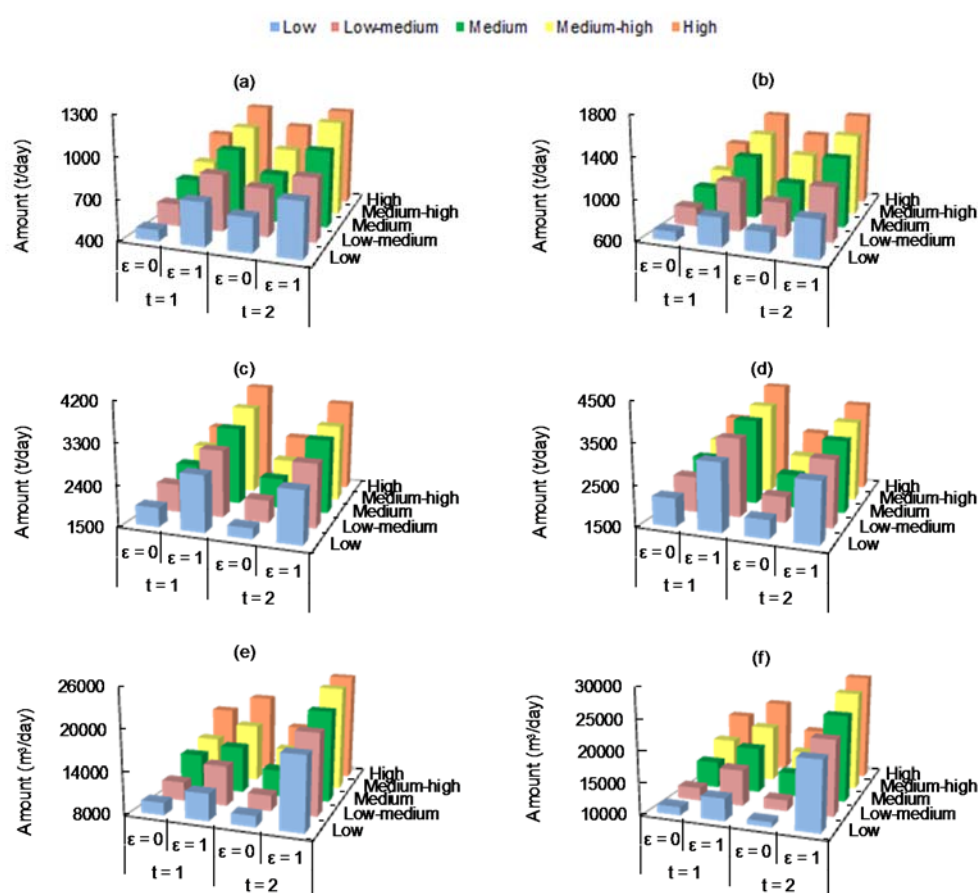 Low Low-medium Medium Medium-high High
(a)
Amount (t/day)
1300
1000
700
400
High
Medium-high
Medium
Low-medium
Low
ε = 0 ε = 1 ε = 0 ε = 1
t = 1 t = 2
(b)
Amount (t/day)
1800
1400
1000
600
High
Medium-high
Medium
Low-medium
Low
ε = 0 ε = 1 ε = 0 ε = 1
t = 1 t = 2
(c)
Amount (t/day)
4200
3300
2400
1500
High
Medium-high
Medium
Low-medium
Low
ε = 0 ε = 1 ε = 0 ε = 1
t = 1 t = 2
(d)
Amount (t/day)
4500
3500
2500
1500
High
Medium-high
Medium
Low-medium
Low
ε = 0 ε = 1 ε = 0 ε = 1
t = 1 t = 2
(e)
Amount (m³/day)
26000
20000
14000
8000
High
Medium-high
Medium
Low-medium
Low
ε = 0 ε = 1 ε = 0 ε = 1
t = 1 t = 2
(f)
Amount (m³/day)
30000
25000
20000
15000
10000
High
Medium-high
Medium
Low-medium
Low
ε = 0 ε = 1 ε = 0 ε = 1
t = 1 t = 2